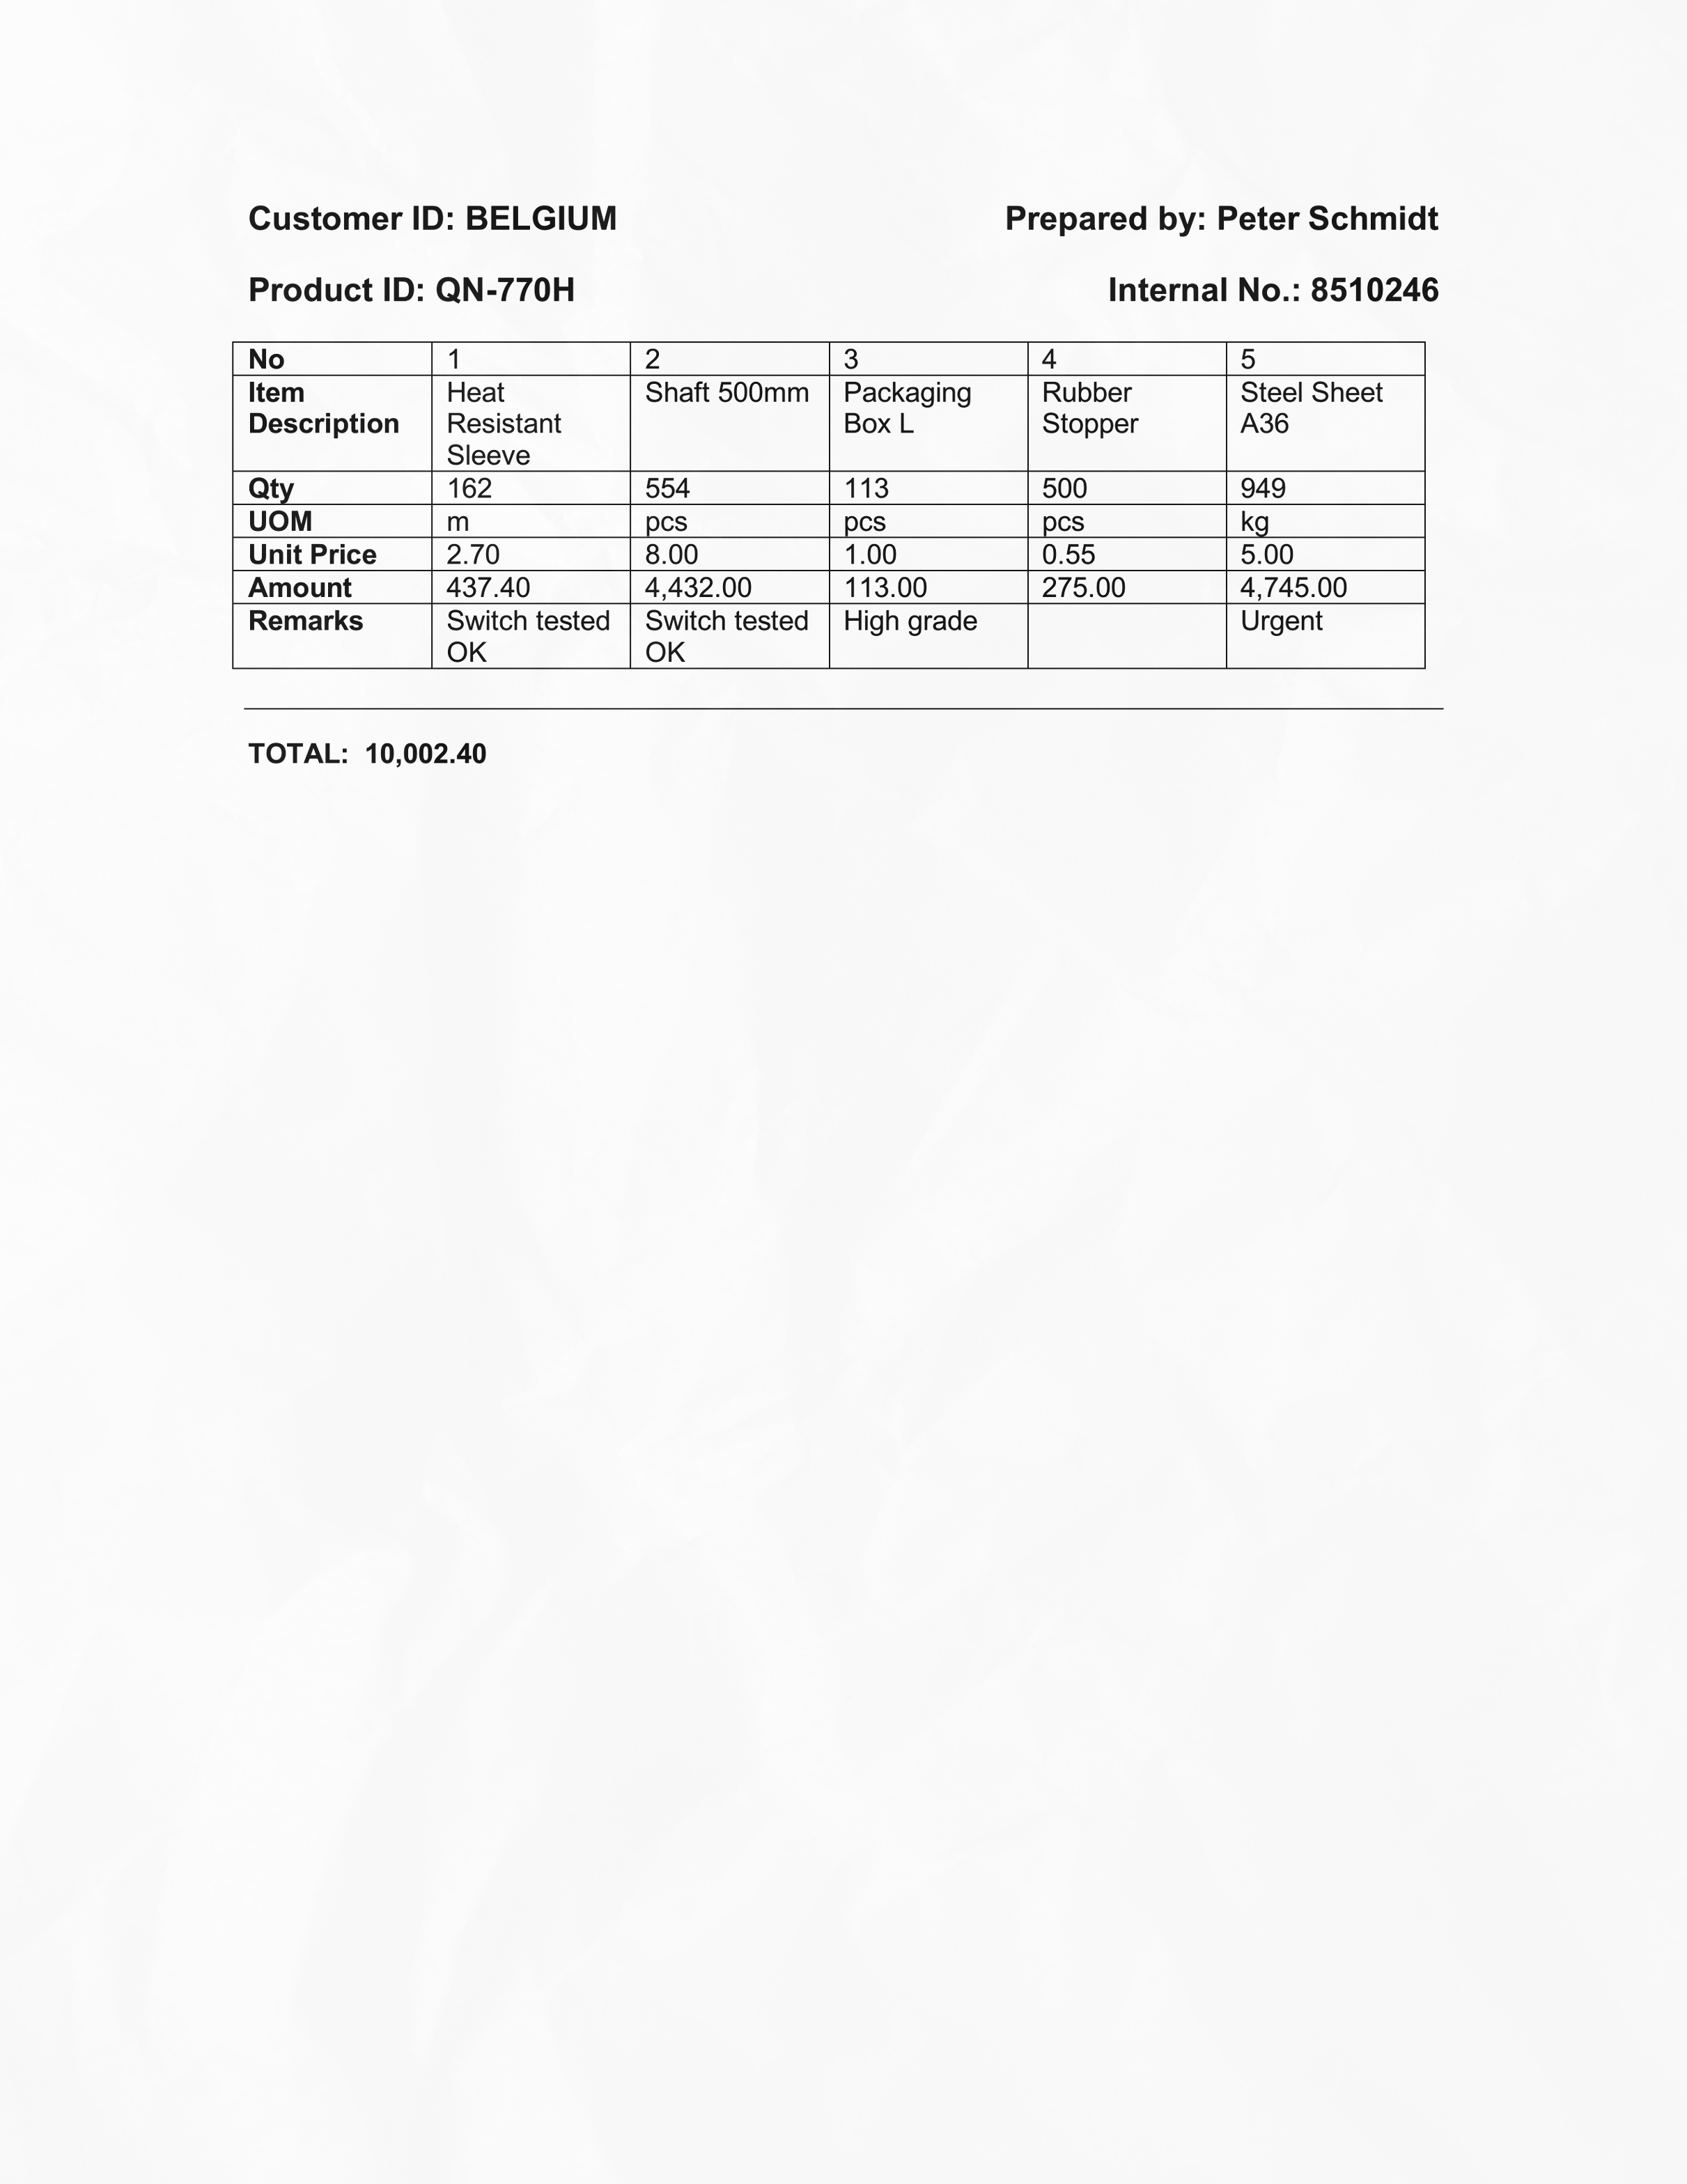 Customer ID: BELGIUM Prepared by: Peter Schmidt
Product ID: QN-770H Internal No.: 8510246
No 1 2 3 4 5
Item Description Heat Resistant Sleeve Shaft 500mm Packaging Box L Rubber Stopper Steel Sheet A36
Qty 162 554 113 500 949
UOM m pcs pcs pcs kg
Unit Price 2.70 8.00 1.00 0.55 5.00
Amount 437.40 4,432.00 113.00 275.00 4,745.00
Remarks Switch tested OK Switch tested OK High grade Urgent
TOTAL: 10,002.40